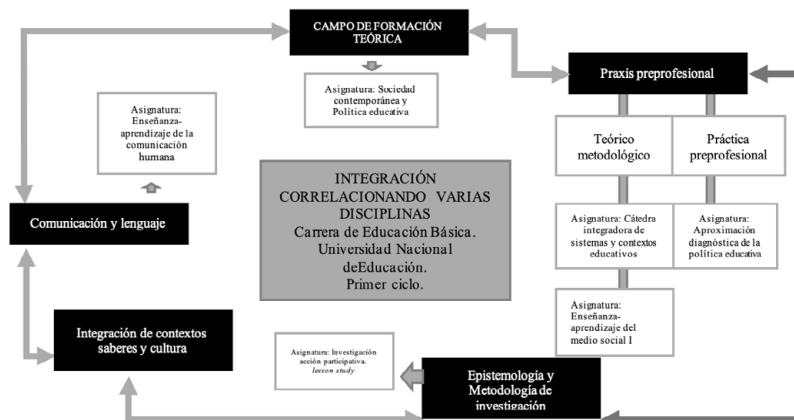 CAMPO DE FORMACIÓN
TEÓRICA
Asignatura: Sociedad
contemporánea y
Política educativa
Praxis preprofesional
Asignatura:
Enseñanza-
aprendizaje de la
comunicación
humana
Teórico
metodológico
Práctica
preprofesional
INTEGRACIÓN
CORRELACIONANDO VARIAS
DISCIPLINAS
Carrera de Educación Básica.
Universidad Nacional
deEducación.
Primer ciclo.
Comunicación y lenguaje
Asignatura: Cátedra
integradora de
sistemas y contextos
educativos
Asignatura:
Aproximación
diagnóstica de la
política educativa
Asignatura:
Enseñanza-
aprendizaje del
medio social I
Integración de contextos
saberes y cultura
Asignatura: Investigación
acción participativa.
lesson study
Epistemología y
Metodología de
investigación